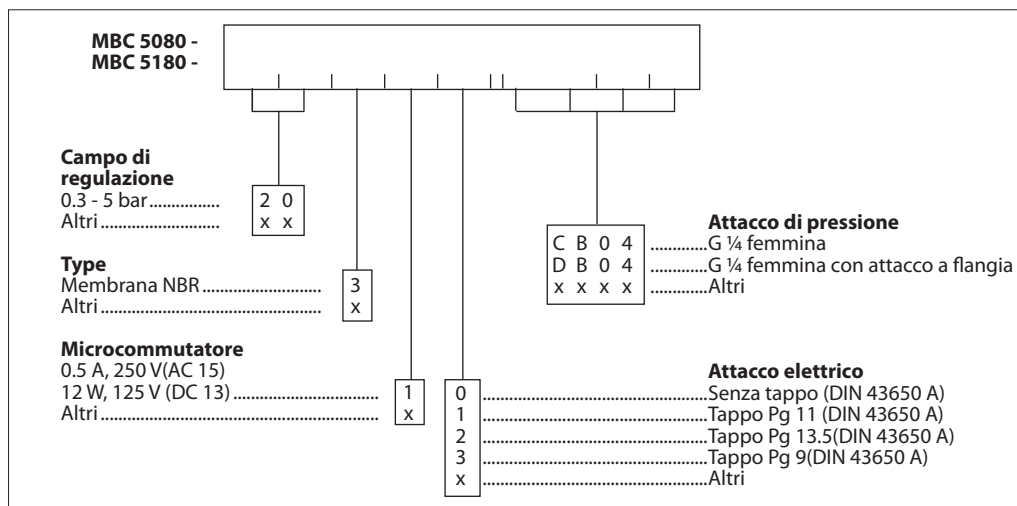 MBC 5080 -
MBC 5180 -
Campo di
regulazione
0.3 - 5 bar................ 2 0
Altri........................... x x
Type
Membrana NBR............................. 3
Altri..................................................... x
Microcommutatore
0.5 A, 250 V(AC 15)
12 W, 125 V (DC 13)................................... 1
Altri................................................................. x
Attacco di pressione
C B 0 4 .............G ¼ femmina
D B 0 4 .............G ¼ femmina con attacco a flangia
x x x x .............Altri
Attacco elettrico
0 .....................................................Senza tappo (DIN 43650 A)
1 .....................................................Tappo Pg 11 (DIN 43650 A)
2 .....................................................Tappo Pg 13.5(DIN 43650 A)
3 .....................................................Tappo Pg 9(DIN 43650 A)
x .....................................................Altri